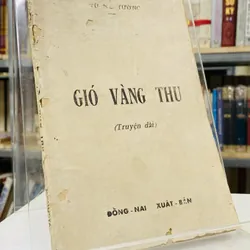 GIÓ VÀNG THU
(Truyện dài)
ĐỒNG-NAI XUẤT-BẢN